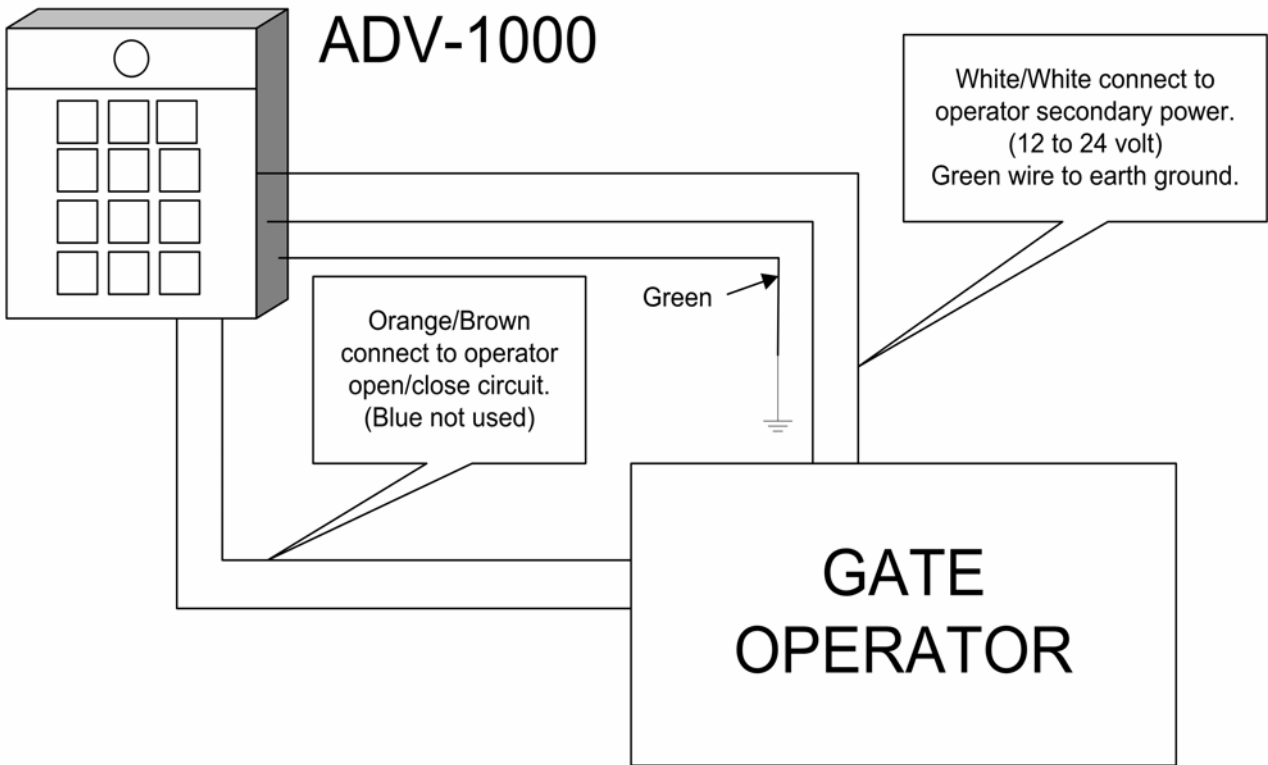 ADV-1000
White/White connect to
operator secondary power.
(12 to 24 volt)
Green wire to earth ground.
Green
Orange/Brown
connect to operator
open/close circuit.
(Blue not used)
GATE
OPERATOR